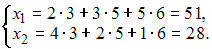 x₁ = 2 · 3 + 3 · 5 + 5 · 6 = 51,
x₂ = 4 · 3 + 2 · 5 + 1 · 6 = 28.